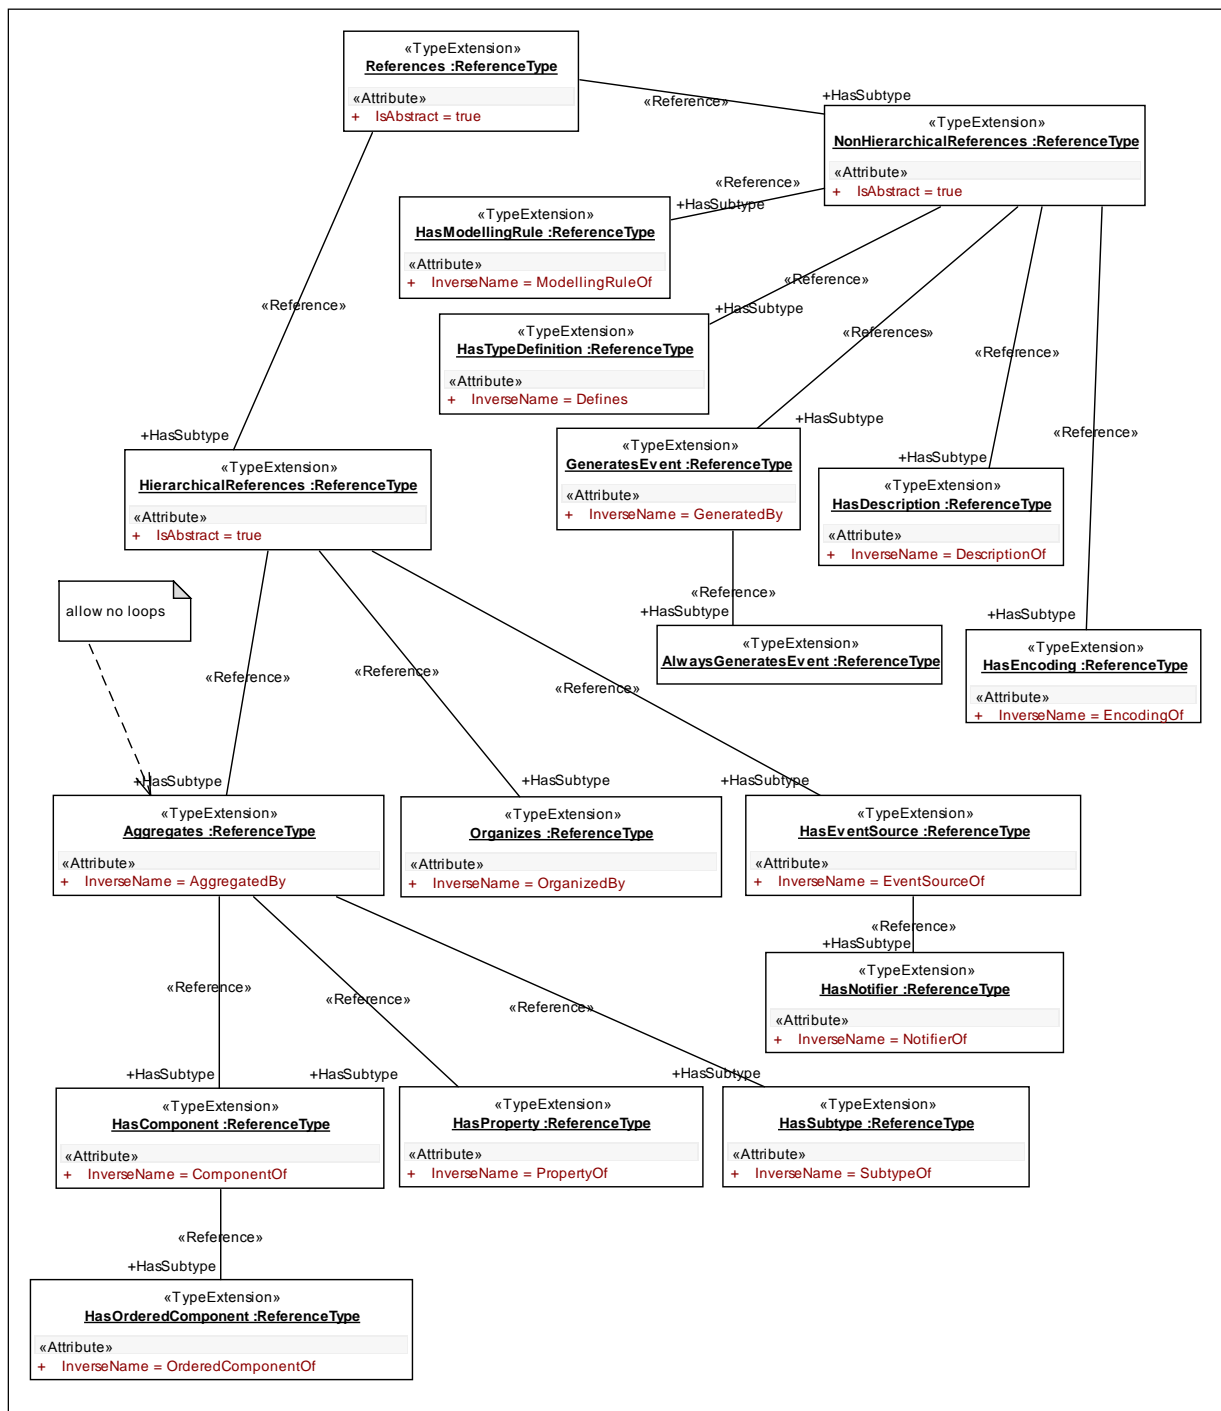 «TypeExtension»
References :ReferenceType
«Attribute»
+ IsAbstract = true
«Reference»
+HasSubtype
«TypeExtension»
NonHierarchicalReferences :ReferenceType
«Attribute»
+ IsAbstract = true
«Reference»
+HasSubtype
«TypeExtension»
HasModellingRule :ReferenceType
«Attribute»
+ InverseName = ModellingRuleOf
«Reference»
+HasSubtype
«TypeExtension»
HasTypeDefinition :ReferenceType
«Attribute»
+ InverseName = Defines
«References»
+HasSubtype
«TypeExtension»
GeneratesEvent :ReferenceType
«Attribute»
+ InverseName = GeneratedBy
«Reference»
+HasSubtype
«TypeExtension»
HasDescription :ReferenceType
«Attribute»
+ InverseName = DescriptionOf
«Reference»
+HasSubtype
«TypeExtension»
HasEncoding :ReferenceType
«Attribute»
+ InverseName = EncodingOf
«Reference»
+HasSubtype
«TypeExtension»
AlwaysGeneratesEvent :ReferenceType
«Reference»
+HasSubtype
«TypeExtension»
HierarchicalReferences :ReferenceType
«Attribute»
+ IsAbstract = true
allow no loops
«Reference»
+HasSubtype
«TypeExtension»
Aggregates :ReferenceType
«Attribute»
+ InverseName = AggregatedBy
«Reference»
+HasSubtype
«TypeExtension»
Organizes :ReferenceType
«Attribute»
+ InverseName = OrganizedBy
«Reference»
+HasSubtype
«TypeExtension»
HasEventSource :ReferenceType
«Attribute»
+ InverseName = EventSourceOf
«Reference»
+HasSubtype
«TypeExtension»
HasNotifier :ReferenceType
«Attribute»
+ InverseName = NotifierOf
«Reference»
+HasSubtype
«TypeExtension»
HasComponent :ReferenceType
«Attribute»
+ InverseName = ComponentOf
«Reference»
+HasSubtype
«TypeExtension»
HasProperty :ReferenceType
«Attribute»
+ InverseName = PropertyOf
«Reference»
+HasSubtype
«TypeExtension»
HasSubtype :ReferenceType
«Attribute»
+ InverseName = SubtypeOf
«Reference»
+HasSubtype
«TypeExtension»
HasOrderedComponent :ReferenceType
«Attribute»
+ InverseName = OrderedComponentOf